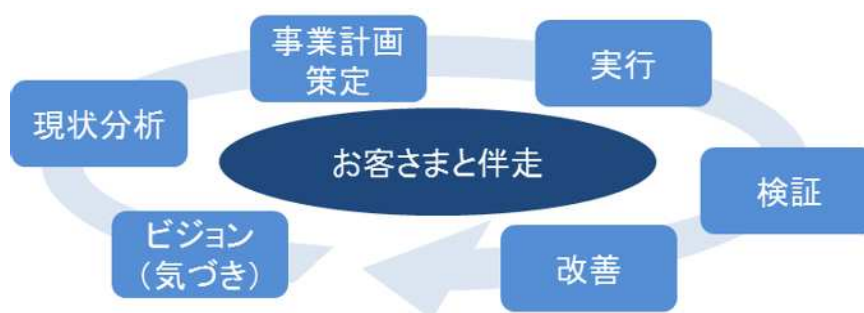 事業計画
策定
実行
現状分析
お客さまと伴走
検証
ビジョン
（気づき）
改善